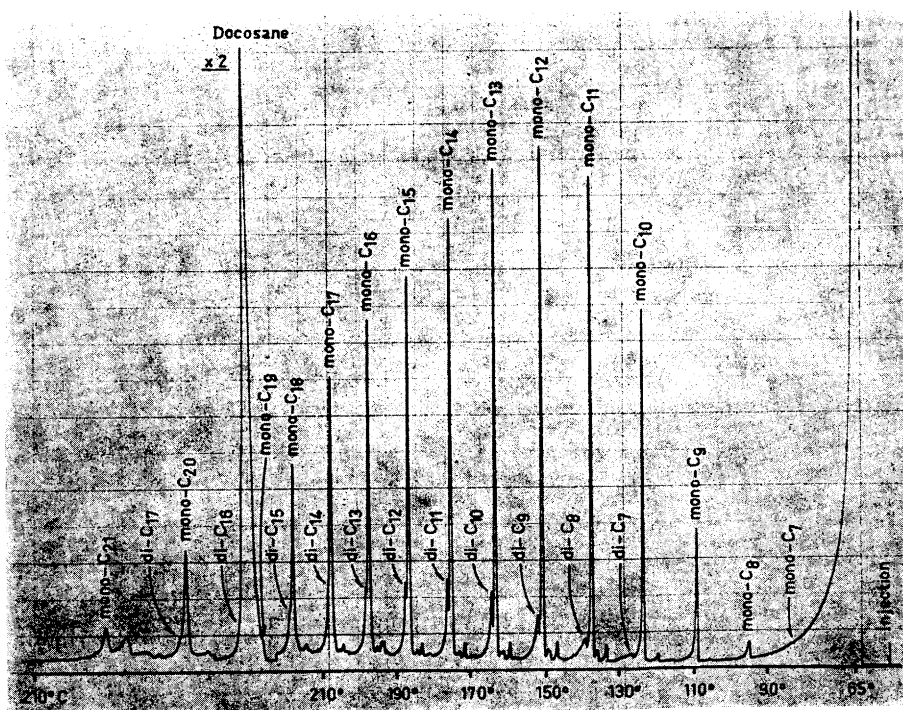 Docosane
x 2
mono-C21
di-C17
mono-C20
di-C16
mono-C19
di-C15
mono-C18
di-C14
mono-C17
di-C13
mono-C16
di-C12
mono-C15
di-C11
mono-C14
di-C10
mono-C13
di-C9
mono-C12
di-C8
mono-C11
di-C7
mono-C10
mono-C9
mono-C8
mono-C7
Injection
210°C 210° 190° 170° 150° 130° 110° 90° 65°